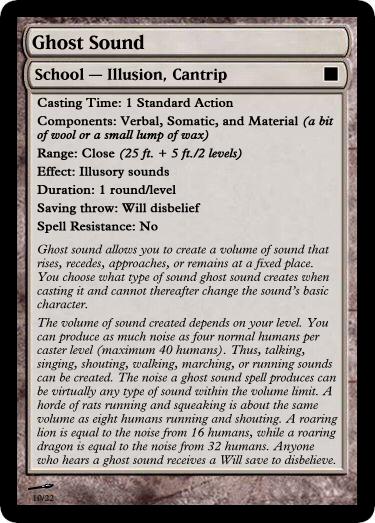 Ghost Sound
School — Illusion, Cantrip
Casting Time: 1 Standard Action
Components: Verbal, Somatic, and Material (a bit
of wool or a small lump of wax)
Range: Close (25 ft. + 5 ft./2 levels)
Effect: Illusory sounds
Duration: 1 round/level
Saving throw: Will disbelief
Spell Resistance: No
Ghost sound allows you to create a volume of sound that
rises, recedes, approaches, or remains at a fixed place.
You choose what type of sound ghost sound creates when
casting it and cannot thereafter change the sound's basic
character.
The volume of sound created depends on your level. You
can produce as much noise as four normal humans per
caster level (maximum 40 humans). Thus, talking,
singing, shouting, walking, marching, or running sounds
can be created. The noise a ghost sound spell produces can
be virtually any type of sound within the volume limit. A
horde of rats running and squeaking is about the same
volume as eight humans running and shouting. A roaring
lion is equal to the noise from 16 humans, while a roaring
dragon is equal to the noise from 32 humans. Anyone
who hears a ghost sound receives a Will save to disbelieve.
10/22